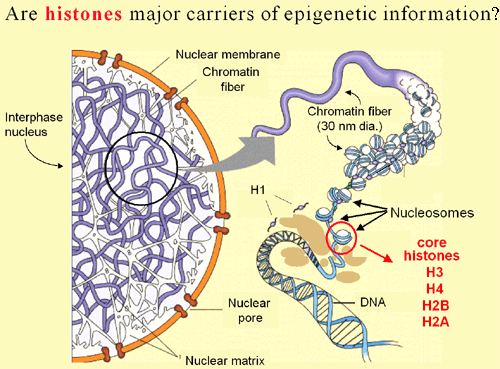 Are histones major carriers of epigenetic information?
Nuclear membrane
Chromatin
fiber
Interphase
nucleus
Chromatin fiber
(30 nm dia.)
H1
Nucleosomes
core
histones
H3
H4
H2B
H2A
DNA
Nuclear
pore
Nuclear matrix